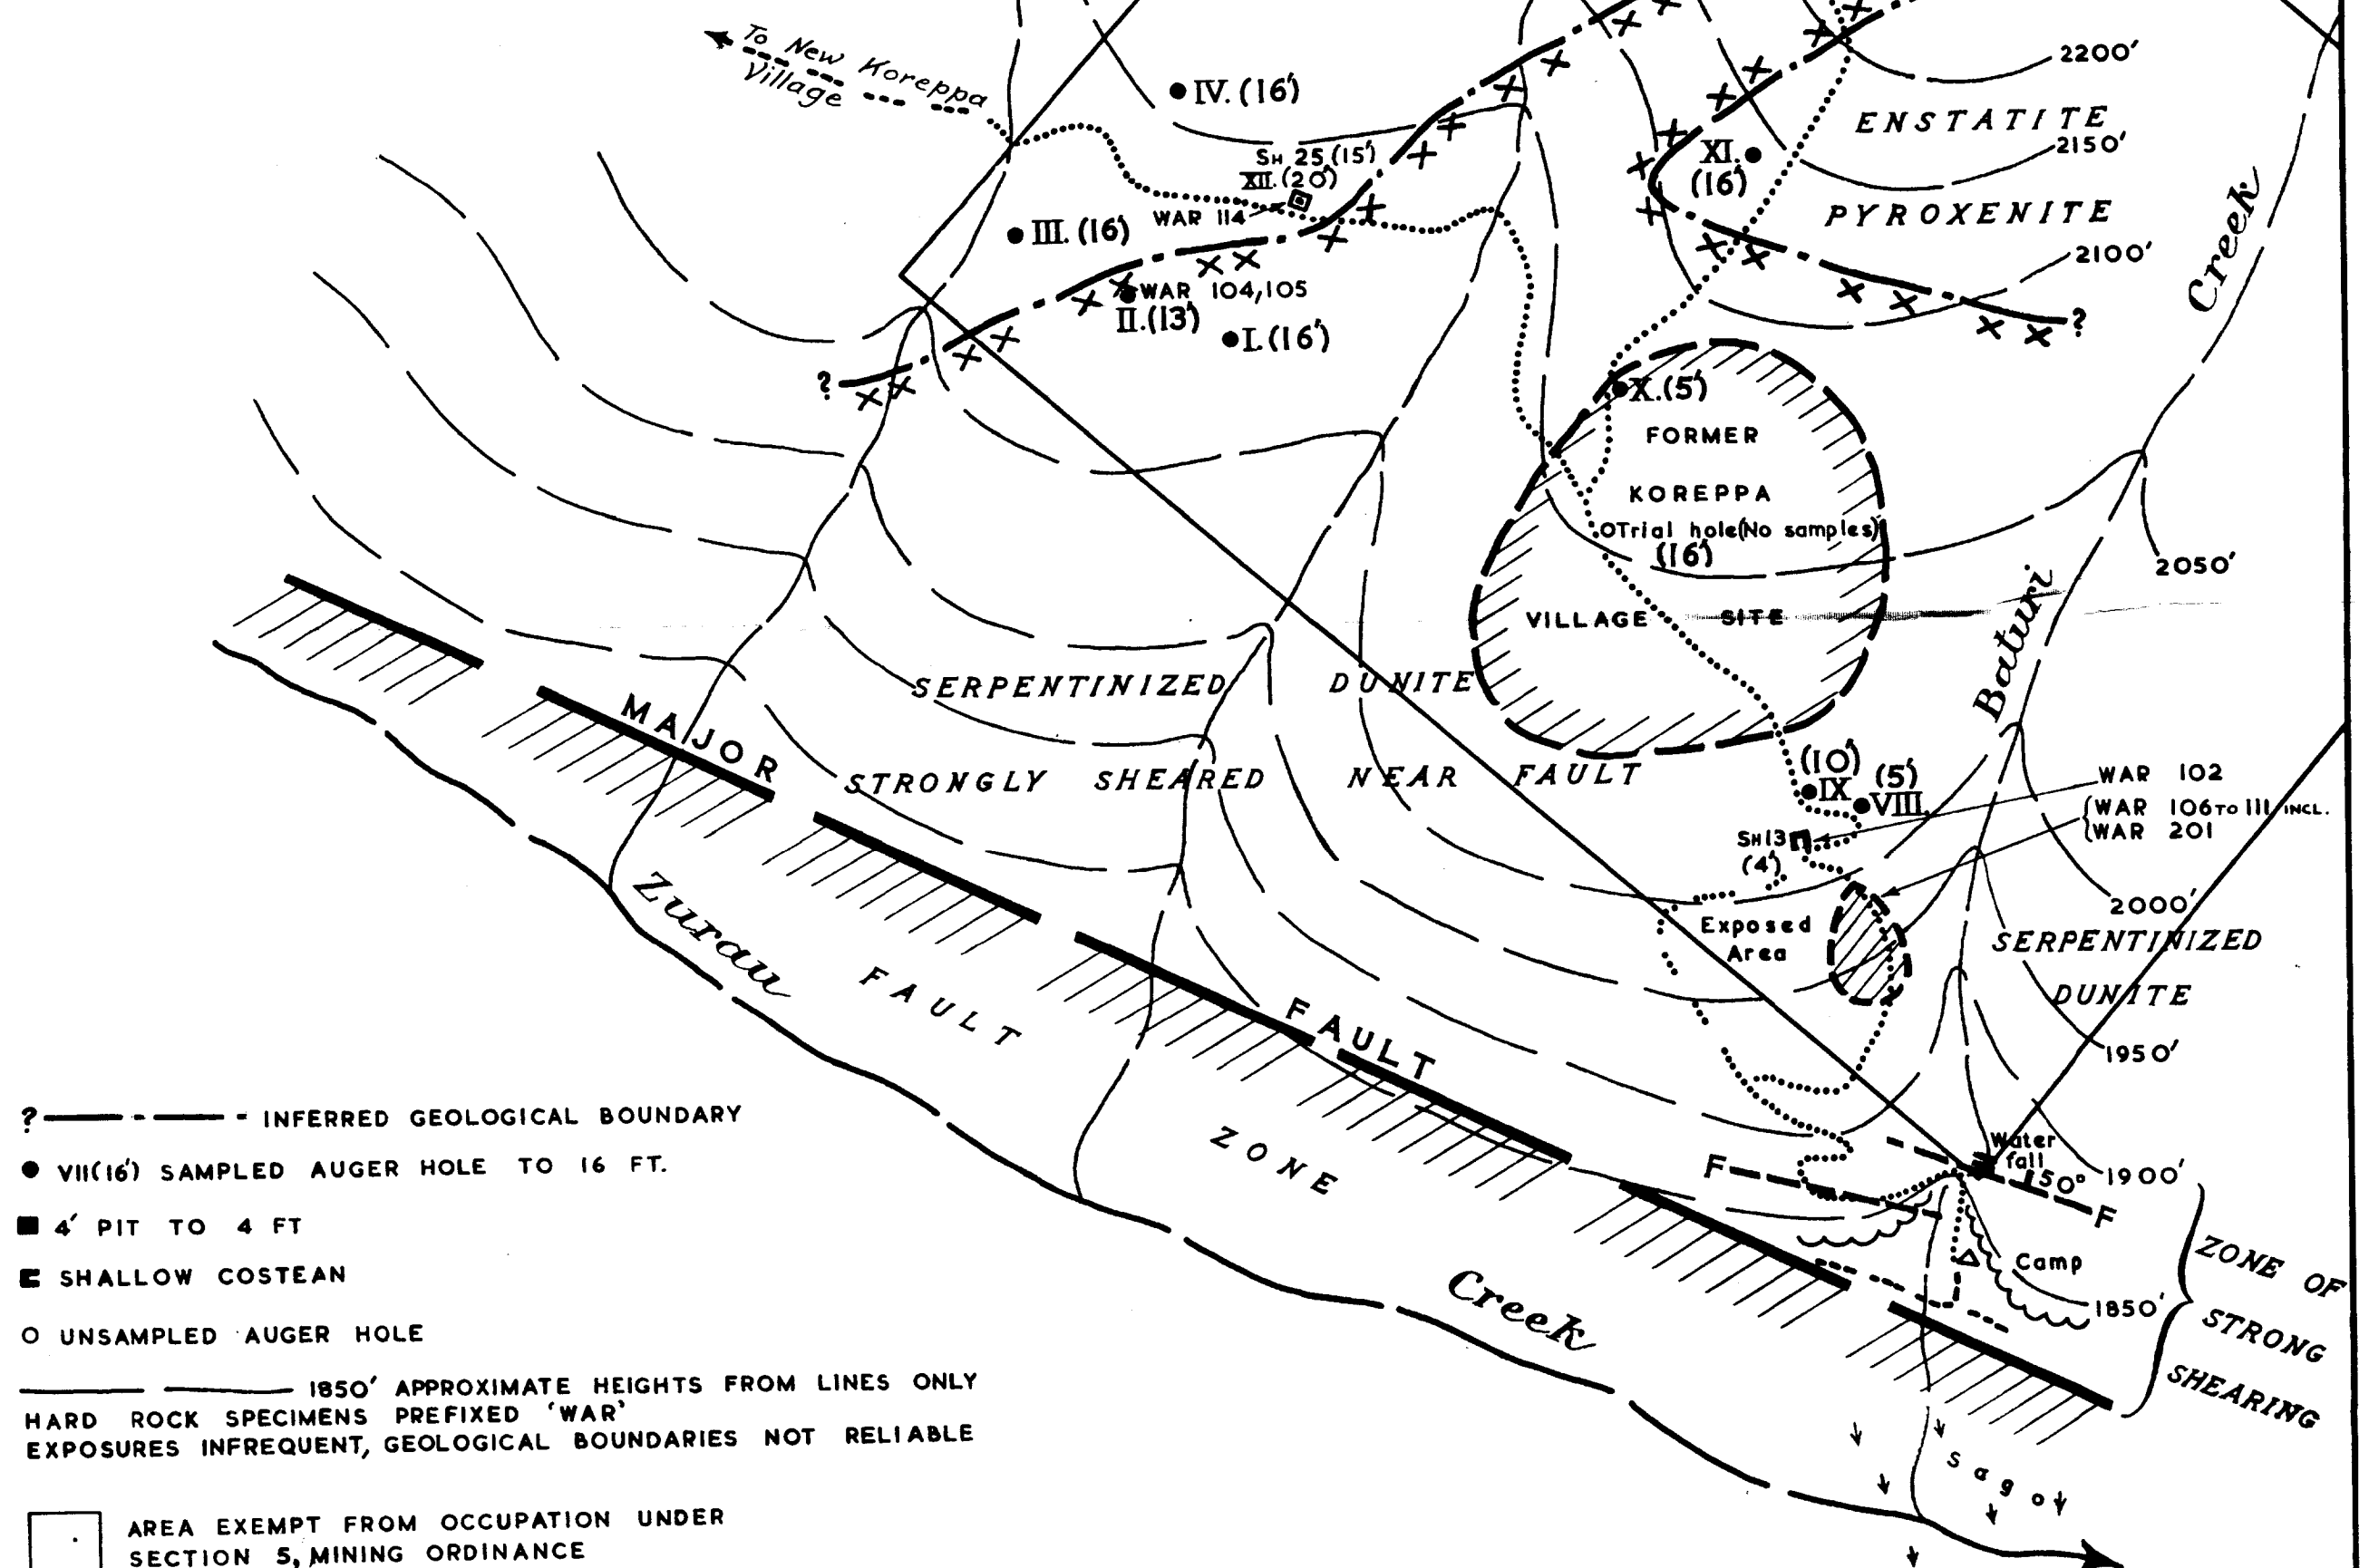 To New Koreppa
Village
IV. (16')
2200'
ENSTATITE
2150'
SH 25 (15')
XII. (20')
XI.
(16')
WAR 114
III. (16')
PYROXENITE
2100'
Creek
WAR 104,105
II. (13')
I. (16')
?
?
X. (5')
FORMER
KOREPPA
Trial hole (No samples)
(16')
2050'
VILLAGE SITE
Baturi
SERPENTINIZED DUNITE
MAJOR
STRONGLY SHEARED NEAR FAULT
(10')
IX
(5')
VIII.
WAR 102
WAR 106 TO 111 INCL.
WAR 201
SH 13
(4')
Zurau
2000'
Exposed
Area
SERPENTINIZED
DUNITE
FAULT
FAULT
1950'
ZONE
Water
fall
F
50°
1900'
F
Camp
1850'
ZONE OF
STRONG
SHEARING
Creek
Sago
? INFERRED GEOLOGICAL BOUNDARY
VII(16') SAMPLED AUGER HOLE TO 16 FT.
4' PIT TO 4 FT
SHALLOW COSTEAN
UNSAMPLED AUGER HOLE
1850' APPROXIMATE HEIGHTS FROM LINES ONLY
HARD ROCK SPECIMENS PREFIXED 'WAR'
EXPOSURES INFREQUENT, GEOLOGICAL BOUNDARIES NOT RELIABLE
AREA EXEMPT FROM OCCUPATION UNDER
SECTION 5, MINING ORDINANCE